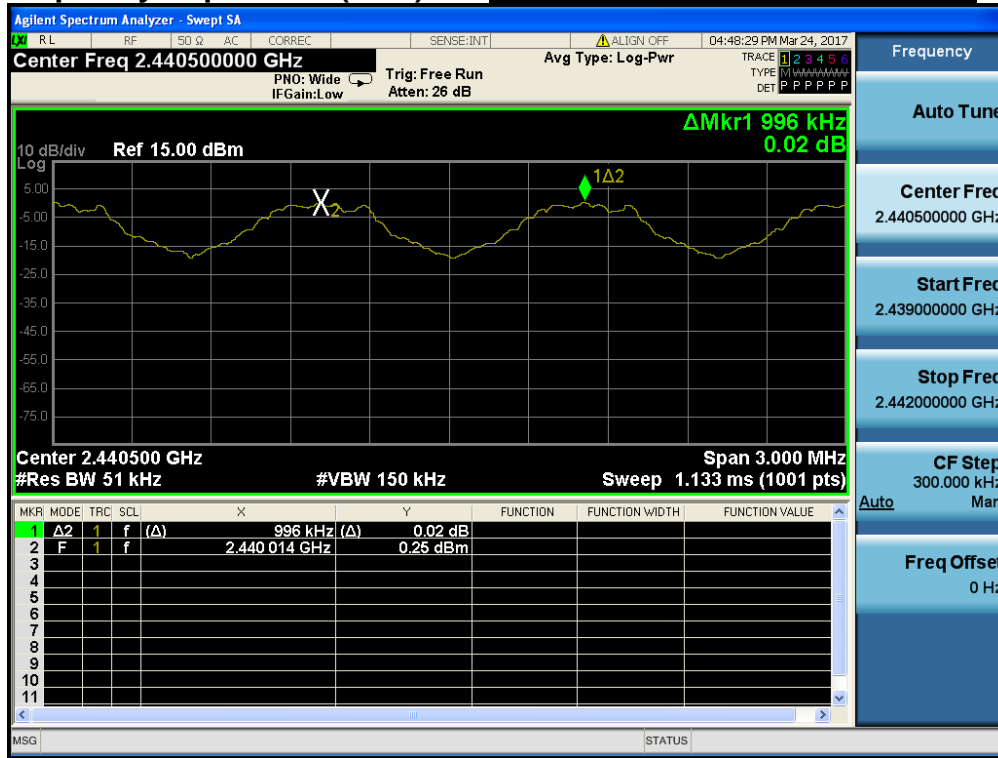 Agilent Spectrum Analyzer - Swept SA
LXI RL RF 50 Ω AC CORREC SENSE:INT ALIGN OFF 04:48:29 PM Mar 24, 2017
Center Freq 2.440500000 GHz
PNO: Wide
IFGain:Low
Trig: Free Run
Atten: 26 dB
Avg Type: Log-Pwr
TRACE 1 2 3 4 5 6
TYPE M
DET P P P P P P
ΔMkr1 996 kHz
0.02 dB
10 dB/div Ref 15.00 dBm
Log
5.00
-5.00
-15.0
-25.0
-35.0
-45.0
-55.0
-65.0
-75.0
X
2
1Δ2
Center 2.440500 GHz Span 3.000 MHz
#Res BW 51 kHz #VBW 150 kHz Sweep 1.133 ms (1001 pts)
MKR MODE TRC SCL X Y FUNCTION FUNCTION WIDTH FUNCTION VALUE
1 Δ2 1 f (Δ) 996 kHz (Δ) 0.02 dB
2 F 1 f 2.440 014 GHz 0.25 dBm
3
4
5
6
7
8
9
10
11
MSG STATUS
Frequency
Auto Tune
Center Freq
2.440500000 GHz
Start Freq
2.439000000 GHz
Stop Freq
2.442000000 GHz
CF Step
300.000 kHz
Auto Man
Freq Offset
0 Hz